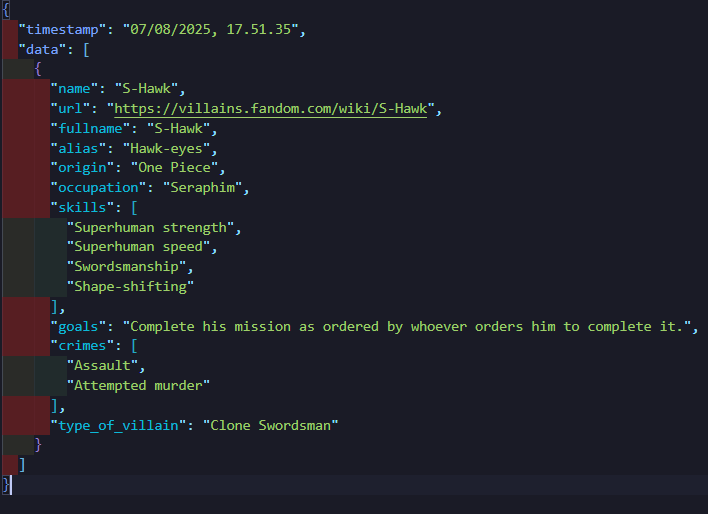 {
"timestamp": "07/08/2025, 17.51.35",
"data": [
{
"name": "S-Hawk",
"url": "https://villains.fandom.com/wiki/S-Hawk",
"fullname": "S-Hawk",
"alias": "Hawk-eyes",
"origin": "One Piece",
"occupation": "Seraphim",
"skills": [
"Superhuman strength",
"Superhuman speed",
"Swordsmanship",
"Shape-shifting"
],
"goals": "Complete his mission as ordered by whoever orders him to complete it.",
"crimes": [
"Assault",
"Attempted murder"
],
"type_of_villain": "Clone Swordsman"
}
]
}